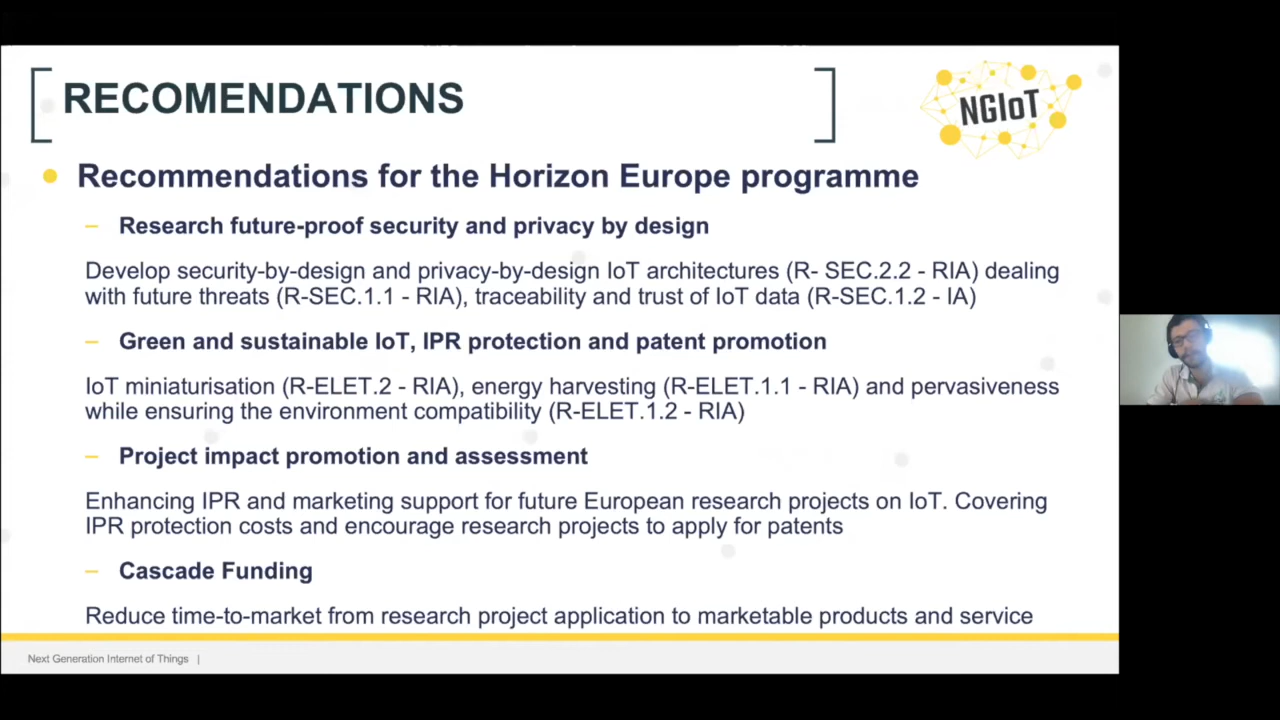 RECOMENDATIONS
NGIoT
Recommendations for the Horizon Europe programme
– Research future-proof security and privacy by design
Develop security-by-design and privacy-by-design IoT architectures (R- SEC.2.2 - RIA) dealing
with future threats (R-SEC.1.1 - RIA), traceability and trust of IoT data (R-SEC.1.2 - IA)
– Green and sustainable IoT, IPR protection and patent promotion
IoT miniaturisation (R-ELET.2 - RIA), energy harvesting (R-ELET.1.1 - RIA) and pervasiveness
while ensuring the environment compatibility (R-ELET.1.2 - RIA)
– Project impact promotion and assessment
Enhancing IPR and marketing support for future European research projects on IoT. Covering
IPR protection costs and encourage research projects to apply for patents
– Cascade Funding
Reduce time-to-market from research project application to marketable products and service
Next Generation Internet of Things |